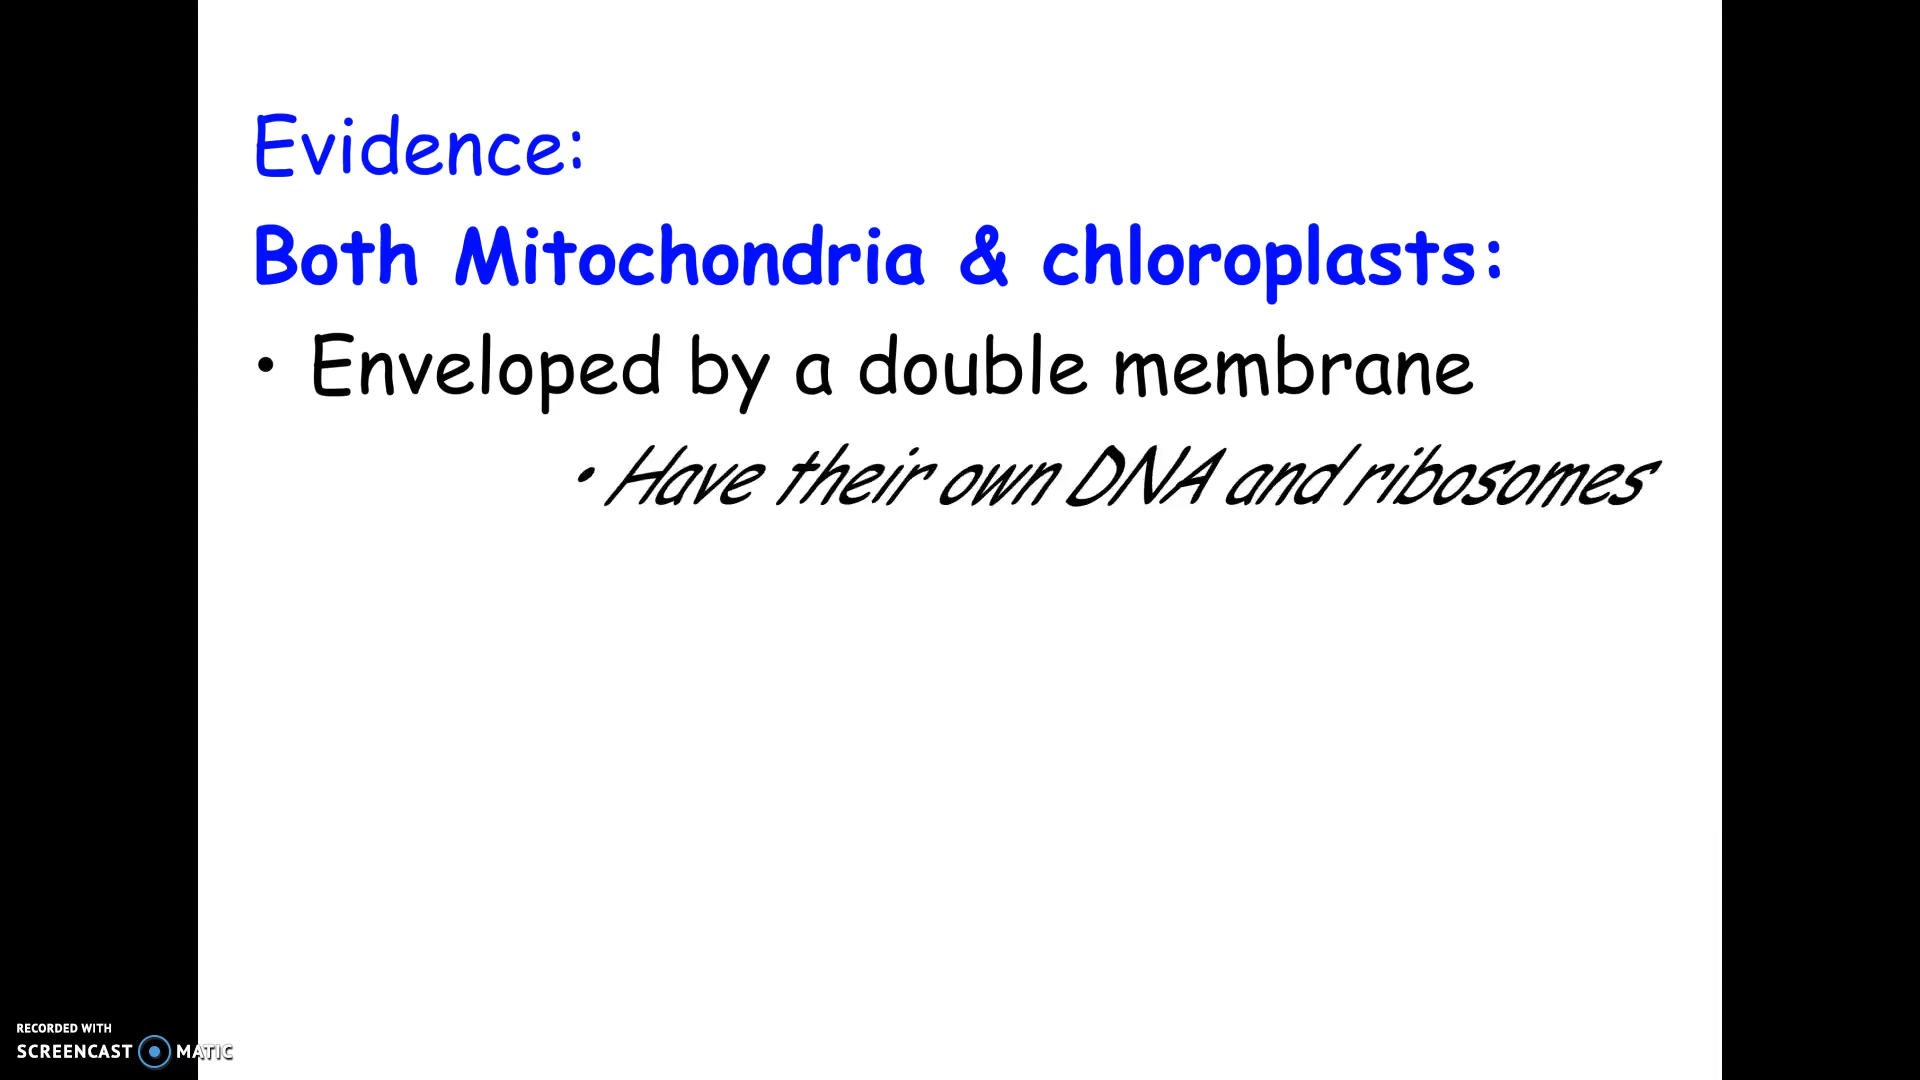 Evidence:
Both Mitochondria & chloroplasts:
• Enveloped by a double membrane
• Have their own DNA and ribosomes
RECORDED WITH
SCREENCAST MATIC